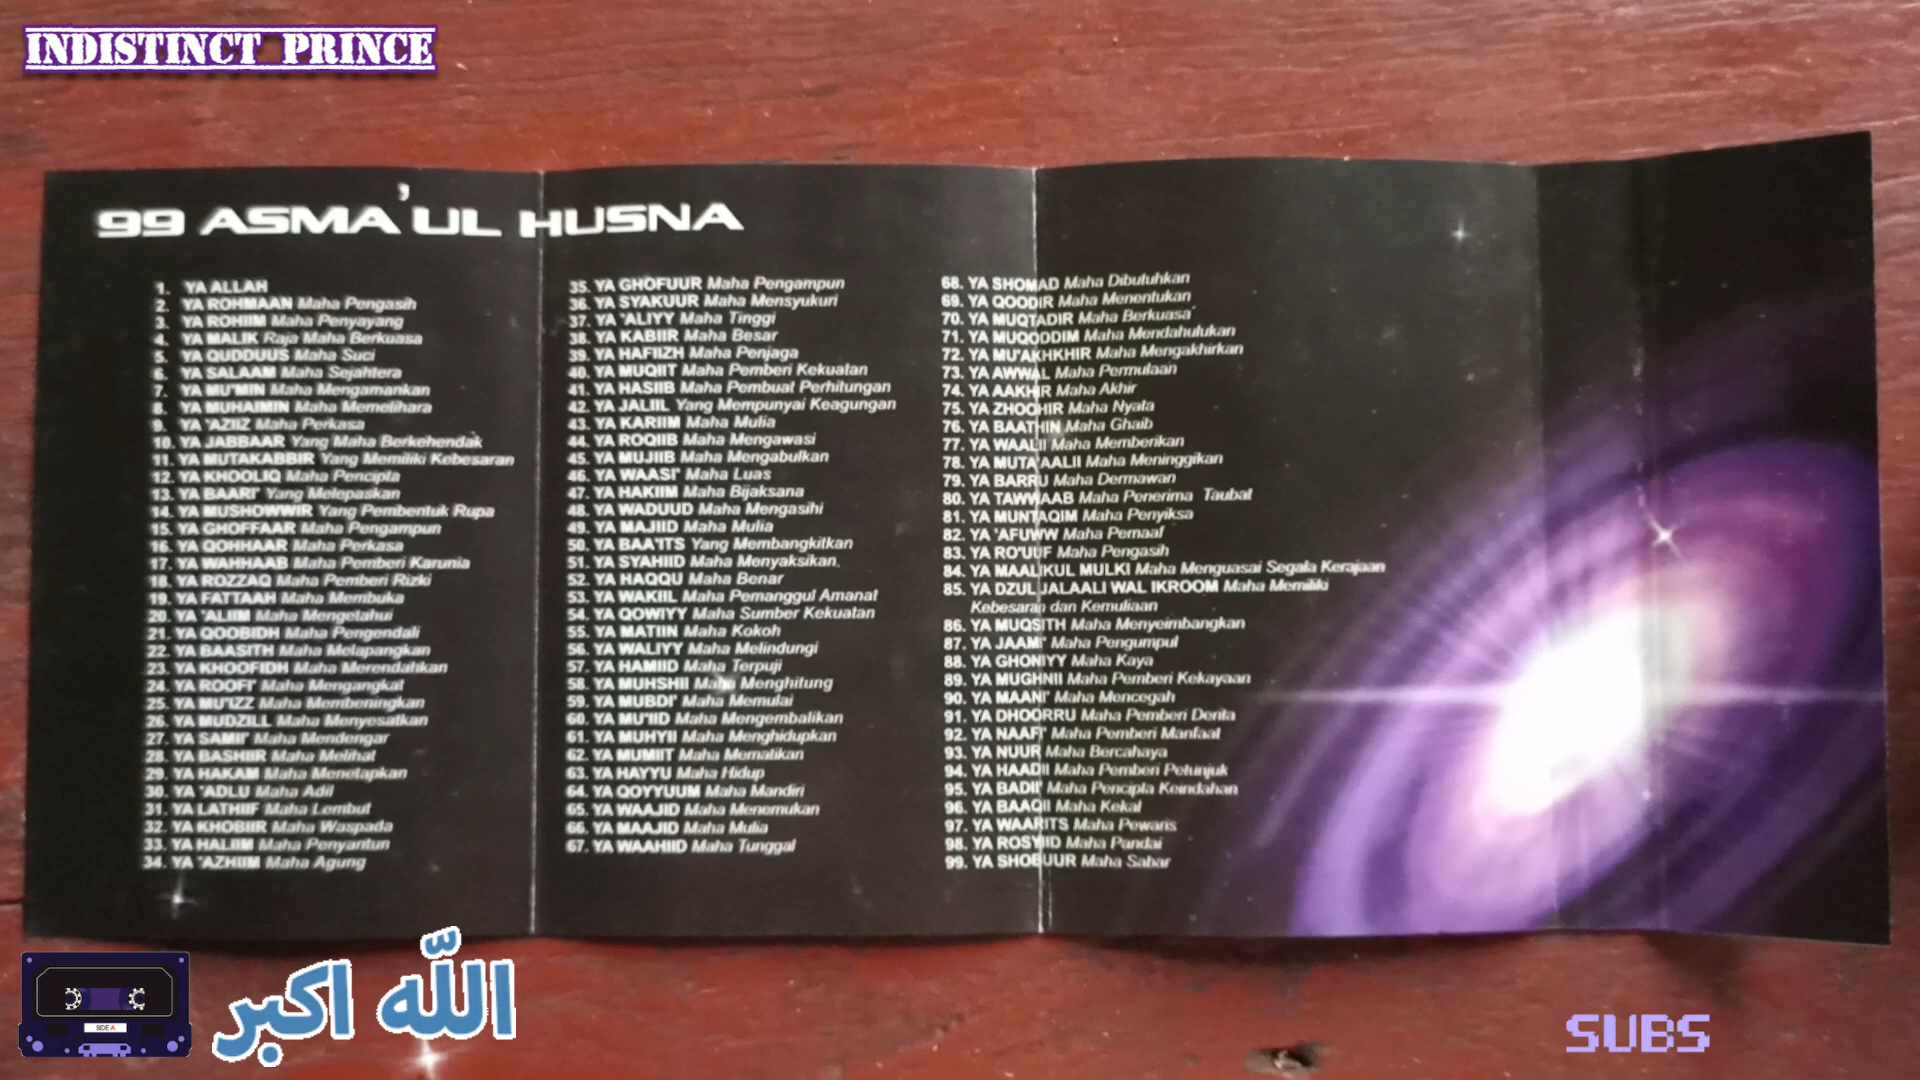 INDISTINCT PRINCE
99 ASMA'UL HUSNA
1. YA ALLAH
2. YA ROHMAAN Maha Pengasih
3. YA ROHIIM Maha Penyayang
4. YA MALIK Raja Maha Berkuasa
5. YA QUDDUUS Maha Suci
6. YA SALAAM Maha Sejahtera
7. YA MU'MIN Maha Mengamankan
8. YA MUHAIMIN Maha Memelihara
9. YA 'AZIIZ Maha Perkasa
10. YA JABBAAR Yang Maha Berkehendak
11. YA MUTAKABBIR Yang Memiliki Kebesaran
12. YA KHOOLIQ Maha Pencipta
13. YA BAARI' Yang Melepaskan
14. YA MUSHOWWIR Yang Pembentuk Rupa
15. YA GHOFFAAR Maha Pengampun
16. YA QOHHAAR Maha Perkasa
17. YA WAHHAAB Maha Pemberi Karunia
18. YA ROZZAQ Maha Pemberi Rizki
19. YA FATTAAH Maha Membuka
20. YA 'ALIIM Maha Mengetahui
21. YA QOOBIDH Maha Pengendali
22. YA BAASITH Maha Melapangkan
23. YA KHOOFIDH Maha Merendahkan
24. YA ROOFI' Maha Mengangkat
25. YA MU'IZZ Maha Membeningkan
26. YA MUDZILL Maha Menyesatkan
27. YA SAMII' Maha Mendengar
28. YA BASHIIR Maha Melihat
29. YA HAKAM Maha Menetapkan
30. YA 'ADLU Maha Adil
31. YA LATHIIF Maha Lembut
32. YA KHOBIIR Maha Waspada
33. YA HALIIM Maha Penyantun
34. YA 'AZHIIM Maha Agung
35. YA GHOFUUR Maha Pengampun
36. YA SYAKUUR Maha Mensyukuri
37. YA 'ALIYY Maha Tinggi
38. YA KABIIR Maha Besar
39. YA HAFIIZH Maha Penjaga
40. YA MUQIIT Maha Pemberi Kekuatan
41. YA HASIIB Maha Pembuat Perhitungan
42. YA JALIIL Yang Mempunyai Keagungan
43. YA KARIIM Maha Mulia
44. YA ROQIIB Maha Mengawasi
45. YA MUJIIB Maha Mengabulkan
46. YA WAASI' Maha Luas
47. YA HAKIIM Maha Bijaksana
48. YA WADUUD Maha Mengasihi
49. YA MAJIID Maha Mulia
50. YA BAA'ITS Yang Membangkitkan
51. YA SYAHIID Maha Menyaksikan.
52. YA HAQQU Maha Benar
53. YA WAKIIL Maha Pemanggul Amanat
54. YA QOWIYY Maha Sumber Kekuatan
55. YA MATIIN Maha Kokoh
56. YA WALIYY Maha Melindungi
57. YA HAMIID Maha Terpuji
58. YA MUHSHII Maha Menghitung
59. YA MUBDI' Maha Memulai
60. YA MU'IID Maha Mengembalikan
61. YA MUHYII Maha Menghidupkan
62. YA MUMIIT Maha Mematikan
63. YA HAYYU Maha Hidup
64. YA QOYYUUM Maha Mandiri
65. YA WAAJID Maha Menemukan
66. YA MAAJID Maha Mulia
67. YA WAAHIID Maha Tunggal
68. YA SHOMAD Maha Dibutuhkan
69. YA QOODIR Maha Menentukan
70. YA MUQTADIR Maha Berkuasa
71. YA MUQODDIM Maha Mendahulukan
72. YA MU'AKHKHIR Maha Mengakhirkan
73. YA AWWAL Maha Permulaan
74. YA AAKHIR Maha Akhir
75. YA ZHOOHIR Maha Nyata
76. YA BAATHIN Maha Ghaib
77. YA WAALII Maha Memberikan
78. YA MUTA'AALII Maha Meninggikan
79. YA BARRU Maha Dermawan
80. YA TAWWAAB Maha Penerima Taubat
81. YA MUNTAQIM Maha Penyiksa
82. YA 'AFUWW Maha Pemaaf
83. YA RO'UUF Maha Pengasih
84. YA MAALIKUL MULKI Maha Menguasai Segala Kerajaan
85. YA DZUL JALAALI WAL IKROOM Maha Memiliki
Kebesaran dan Kemuliaan
86. YA MUQSITH Maha Menyeimbangkan
87. YA JAAMI' Maha Pengumpul
88. YA GHONIYY Maha Kaya
89. YA MUGHNII Maha Pemberi Kekayaan
90. YA MAANI' Maha Mencegah
91. YA DHOORRU Maha Pemberi Derita
92. YA NAAFI' Maha Pemberi Manfaat
93. YA NUUR Maha Bercahaya
94. YA HAADII Maha Pemberi Petunjuk
95. YA BADII' Maha Pencipta Keindahan
96. YA BAAQII Maha Kekal
97. YA WAARITS Maha Pewaris
98. YA ROSYIID Maha Pandai
99. YA SHOBUUR Maha Sabar
SIDE A
اللّٰه اكبر
SUBS